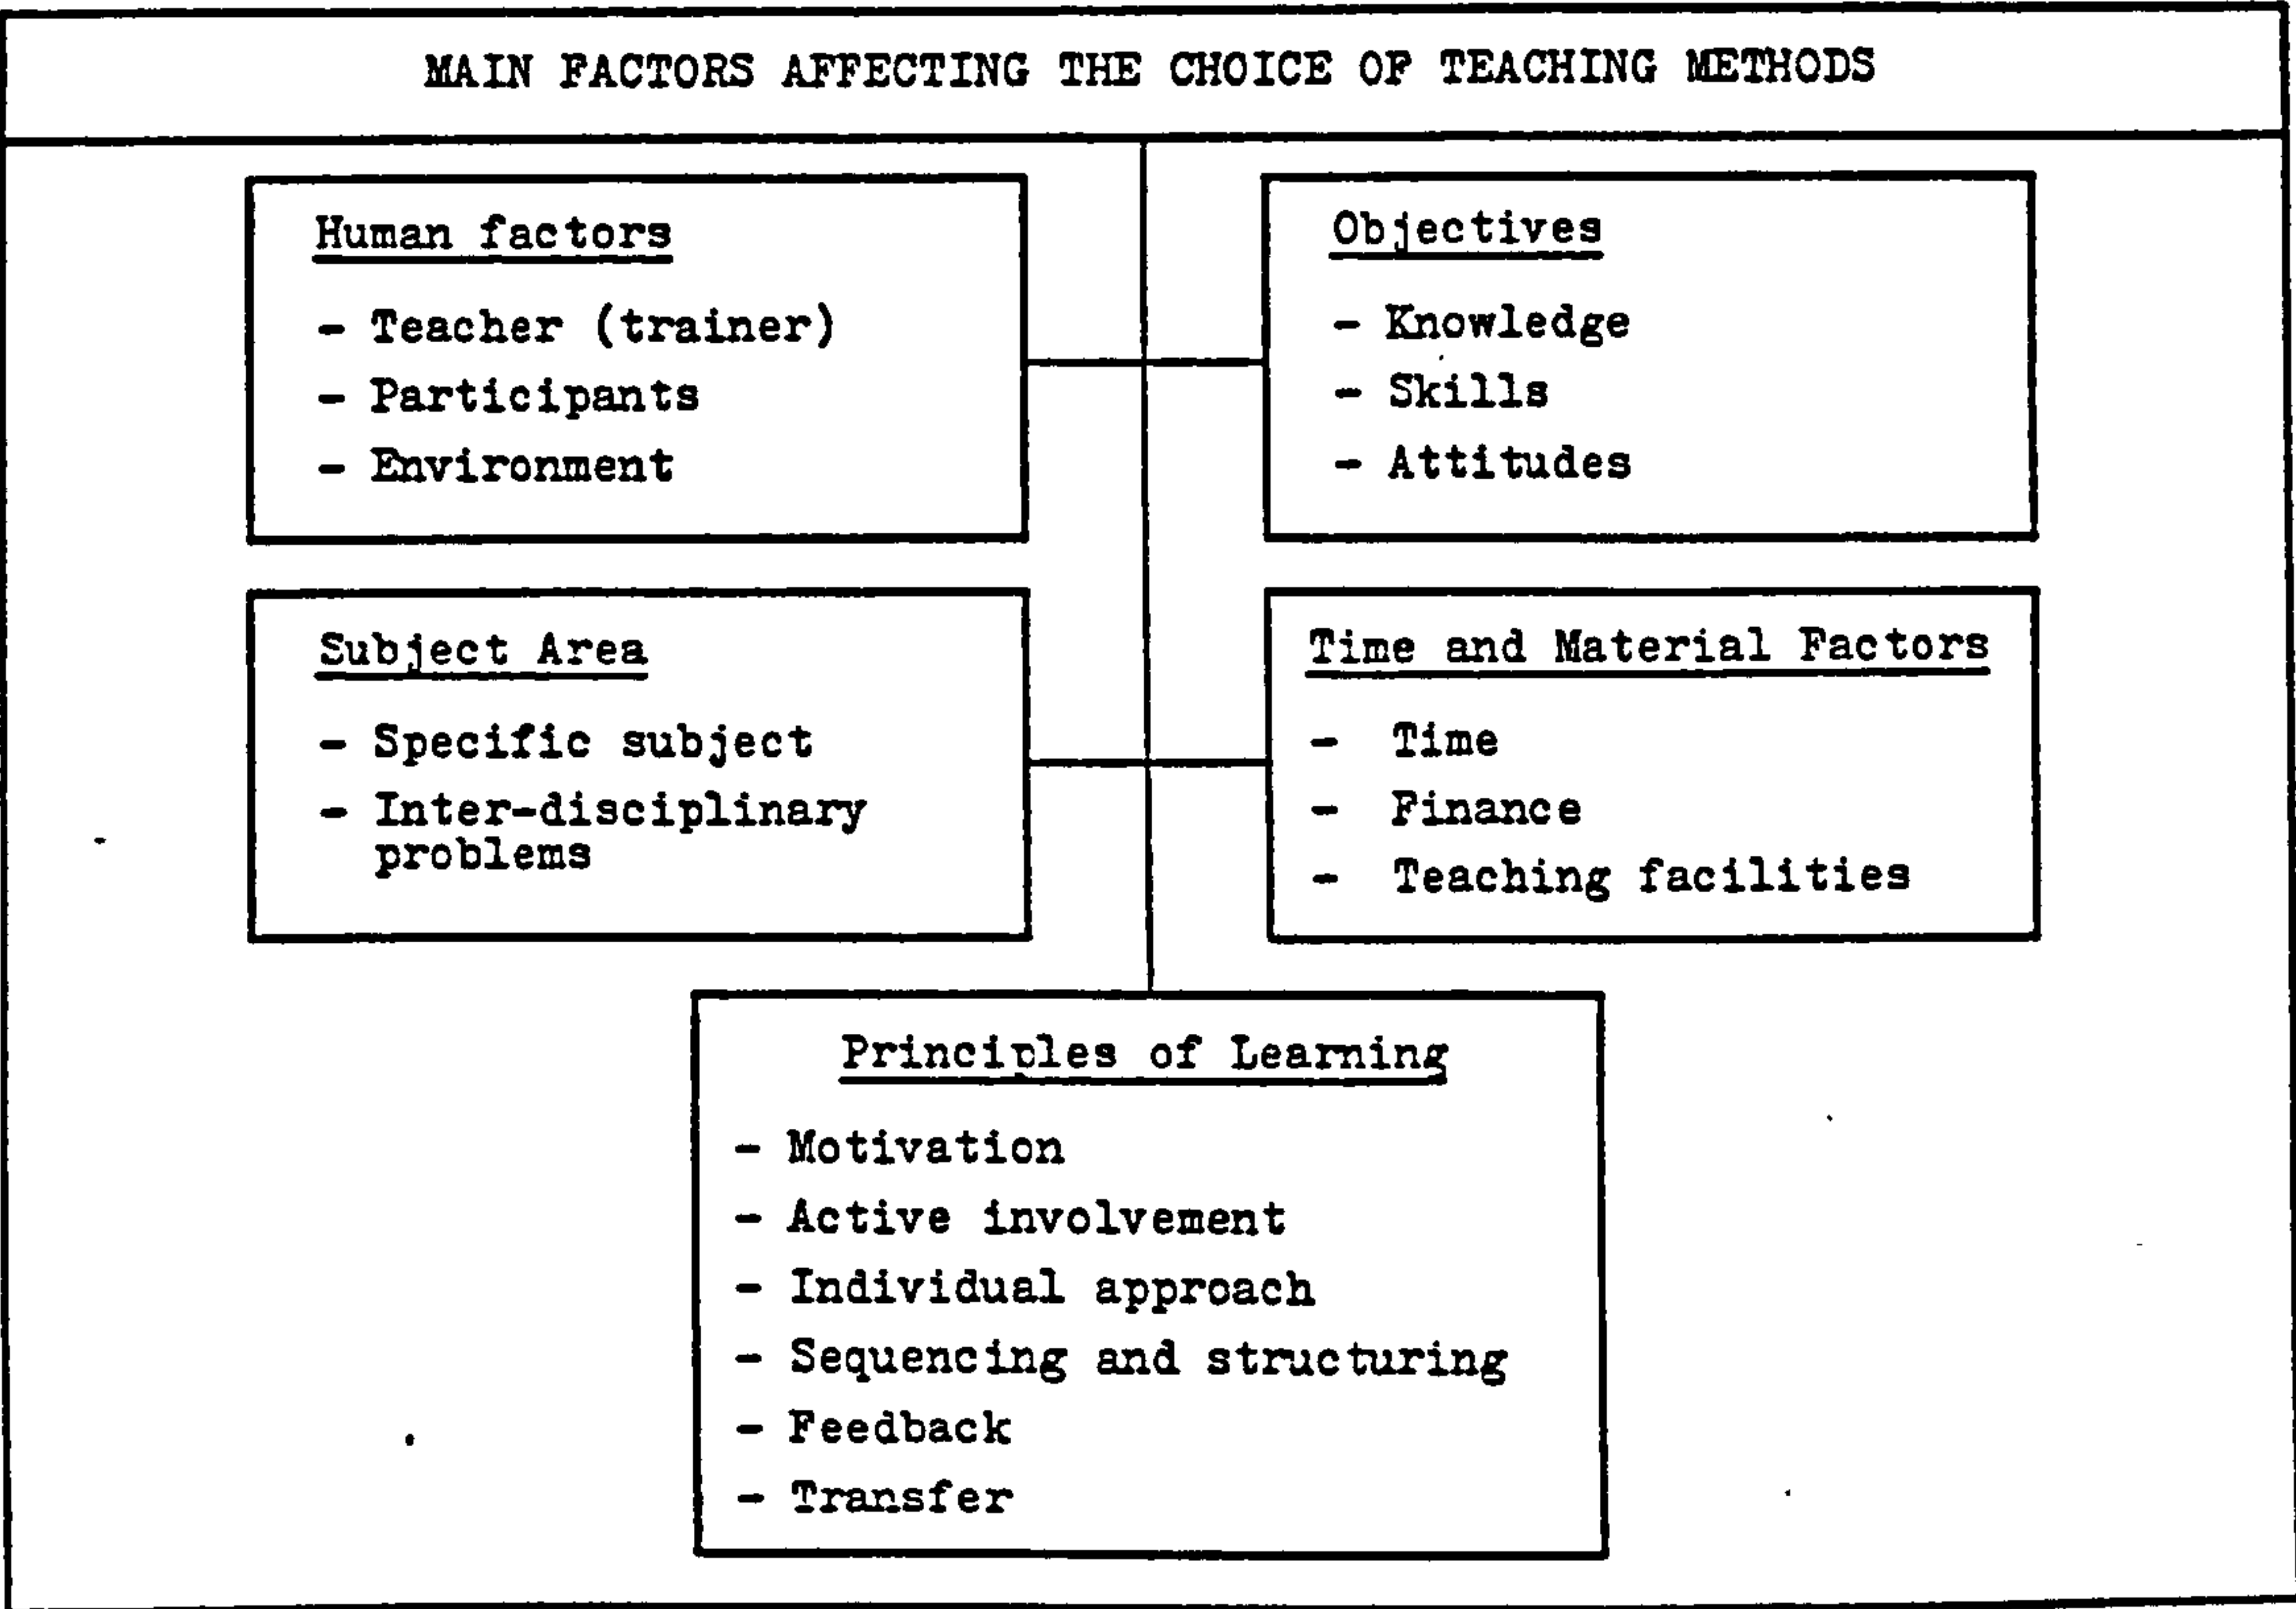 MAIN FACTORS AFFECTING THE CHOICE OF TEACHING METHODS
Human factors
- Teacher (trainer)
- Participants
- Environment
Objectives
- Knowledge
- Skills
- Attitudes
Subject Area
- Specific subject
- Inter-disciplinary
problems
Time and Material Factors
- Time
- Finance
- Teaching facilities
Principles of Learning
- Motivation
- Active involvement
- Individual approach
- Sequencing and structuring
- Feedback
- Transfer